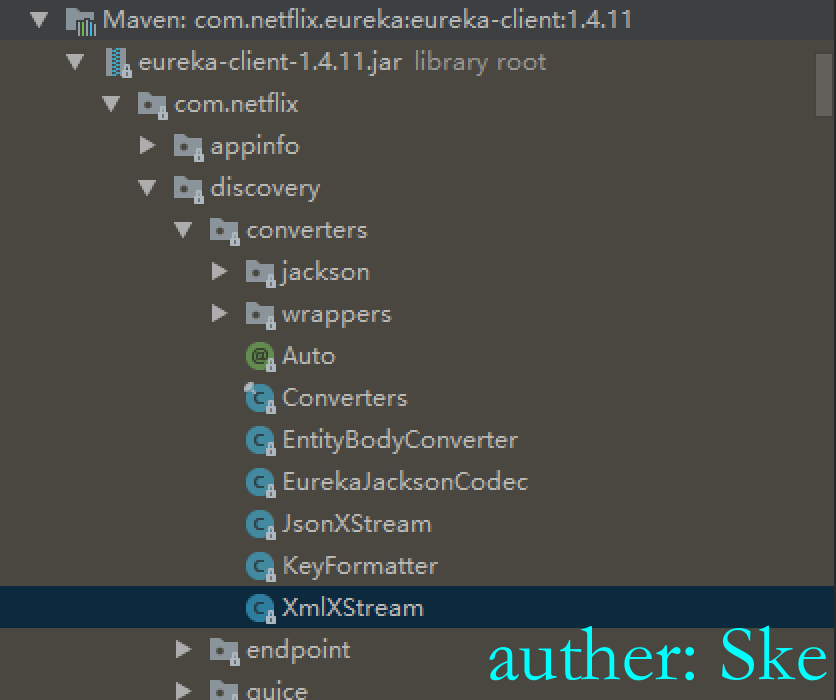 Maven: com.netflix.eureka:eureka-client:1.4.11
eureka-client-1.4.11.jar library root
com.netflix
appinfo
discovery
converters
jackson
wrappers
Auto
Converters
EntityBodyConverter
EurekaJacksonCodec
JsonXStream
KeyFormatter
XmlXStream
endpoint
guice
auther: Ske